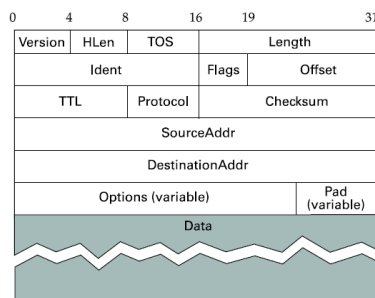 0 4 8 16 19 31
Version HLen TOS Length
Ident Flags Offset
TTL Protocol Checksum
SourceAddr
DestinationAddr
Options (variable) Pad
(variable)
Data